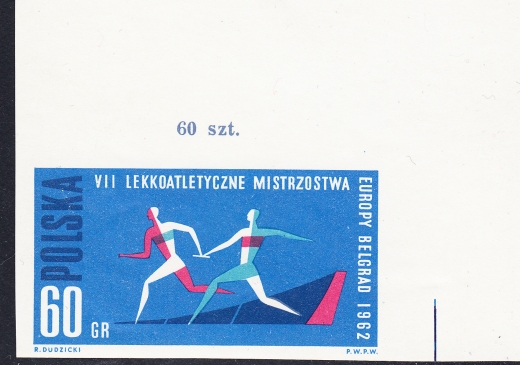 60 szt.
VII LEKKOATLETYCZNE MISTRZOSTWA
EUROPY BELGRAD 1962
POLSKA
60 GR
R. DUDZICKI
P.W.P.W.